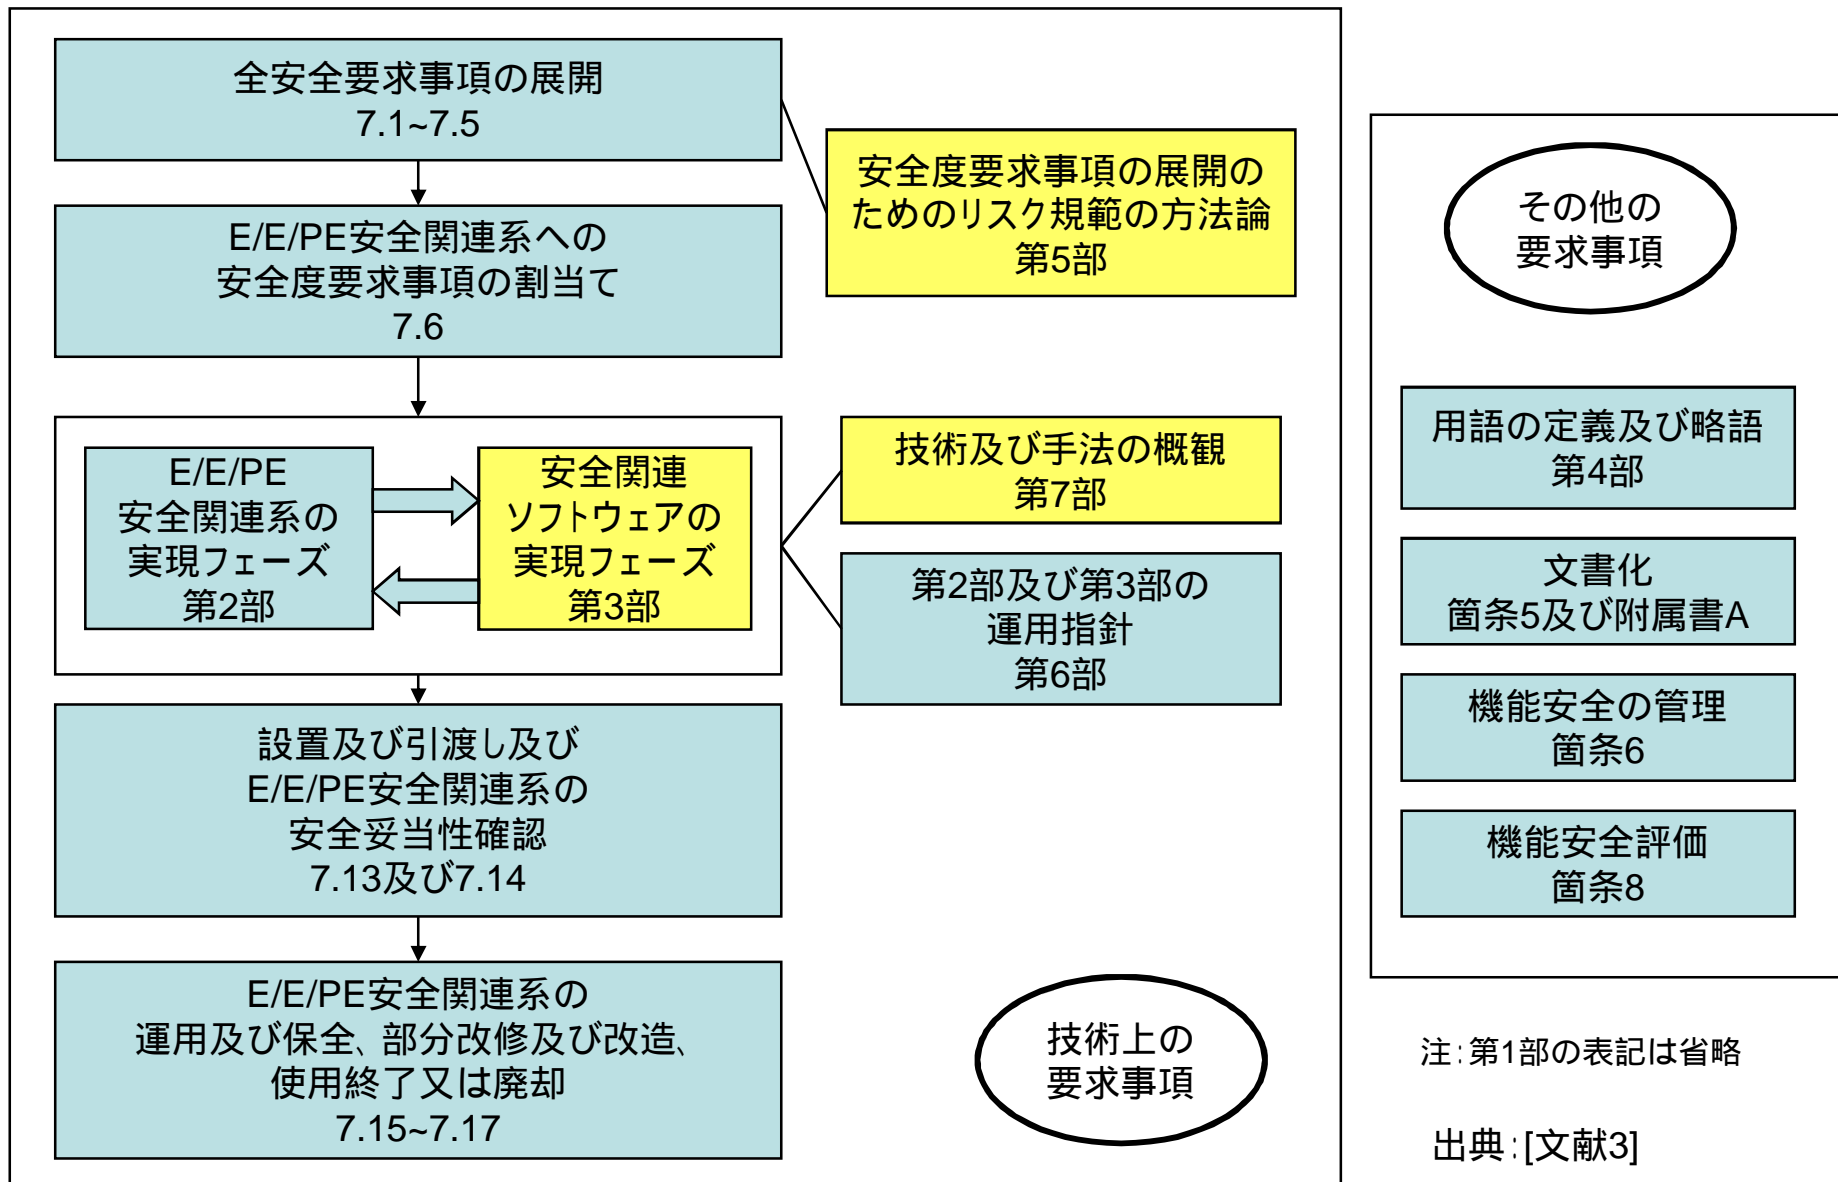 全安全要求事項の展開
7.1~7.5
安全度要求事項の展開の
ためのリスク規範の方法論
第5部
E/E/PE安全関連系への
安全度要求事項の割当て
7.6
E/E/PE
安全関連系の
実現フェーズ
第2部
安全関連
ソフトウェアの
実現フェーズ
第3部
技術及び手法の概観
第7部
第2部及び第3部の
運用指針
第6部
設置及び引渡し及び
E/E/PE安全関連系の
安全妥当性確認
7.13及び7.14
E/E/PE安全関連系の
運用及び保全、部分改修及び改造、
使用終了又は廃却
7.15~7.17
技術上の
要求事項
その他の
要求事項
用語の定義及び略語
第4部
文書化
箇条5及び附属書A
機能安全の管理
箇条6
機能安全評価
箇条8
注:第1部の表記は省略
出典:[文献3]